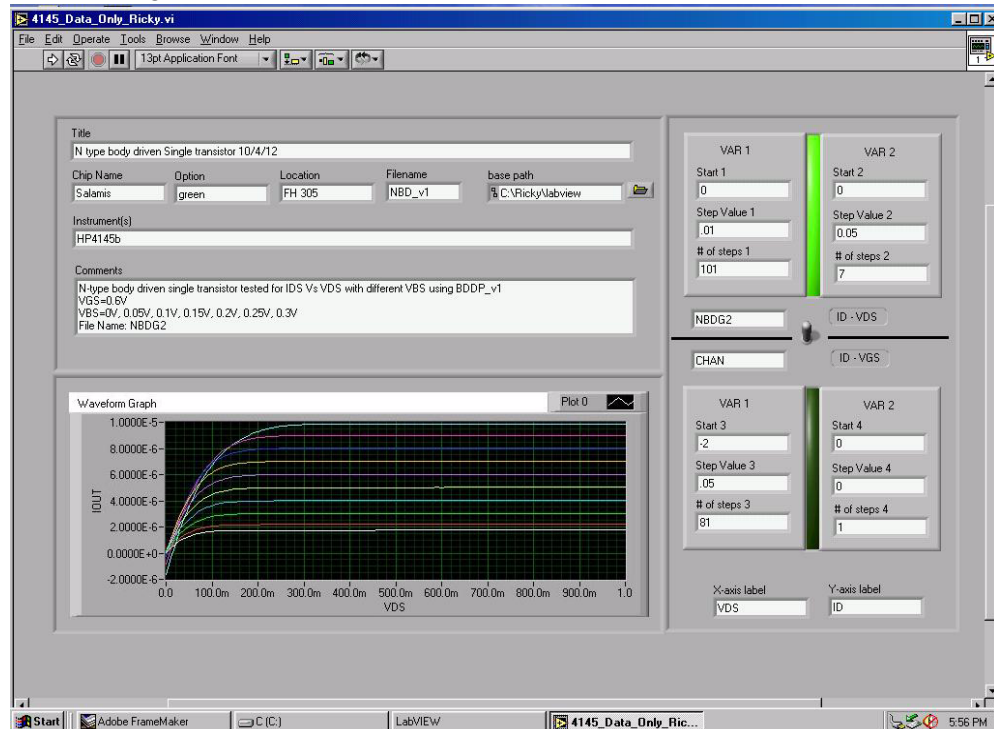 4145_Data_Only_Ricky.vi
File Edit Operate Tools Browse Window Help
13pt Application Font
1
Title
N type body driven Single transistor 10/4/12
Chip Name Option Location Filename base path
Salamis green FH 305 NBD_v1 C:\Ricky\labview
Instrument(s)
HP4145b
Comments
N-type body driven single transistor tested for IDS Vs VDS with different VBS using BDDP_v1
VGS=0.6V
VBS=0V, 0.05V, 0.1V, 0.15V, 0.2V, 0.25V, 0.3V
File Name: NBDG2
VAR 1 VAR 2
Start 1 Start 2
0 0
Step Value 1 Step Value 2
.01 0.05
# of steps 1 # of steps 2
101 7
NBDG2 ID - VDS
CHAN ID - VGS
VAR 1 VAR 2
Start 3 Start 4
-2 0
Step Value 3 Step Value 4
.05 0
# of steps 3 # of steps 4
81 1
X-axis label Y-axis label
VDS ID
Waveform Graph Plot 0
1.0000E-5
8.0000E-6
6.0000E-6
4.0000E-6
2.0000E-6
0.0000E+0
-2.0000E-6
IOUT
0.0 100.0m 200.0m 300.0m 400.0m 500.0m 600.0m 700.0m 800.0m 900.0m 1.0
VDS
Start Adobe FrameMaker C (C:) LabVIEW 4145_Data_Only_Ric... 5:56 PM